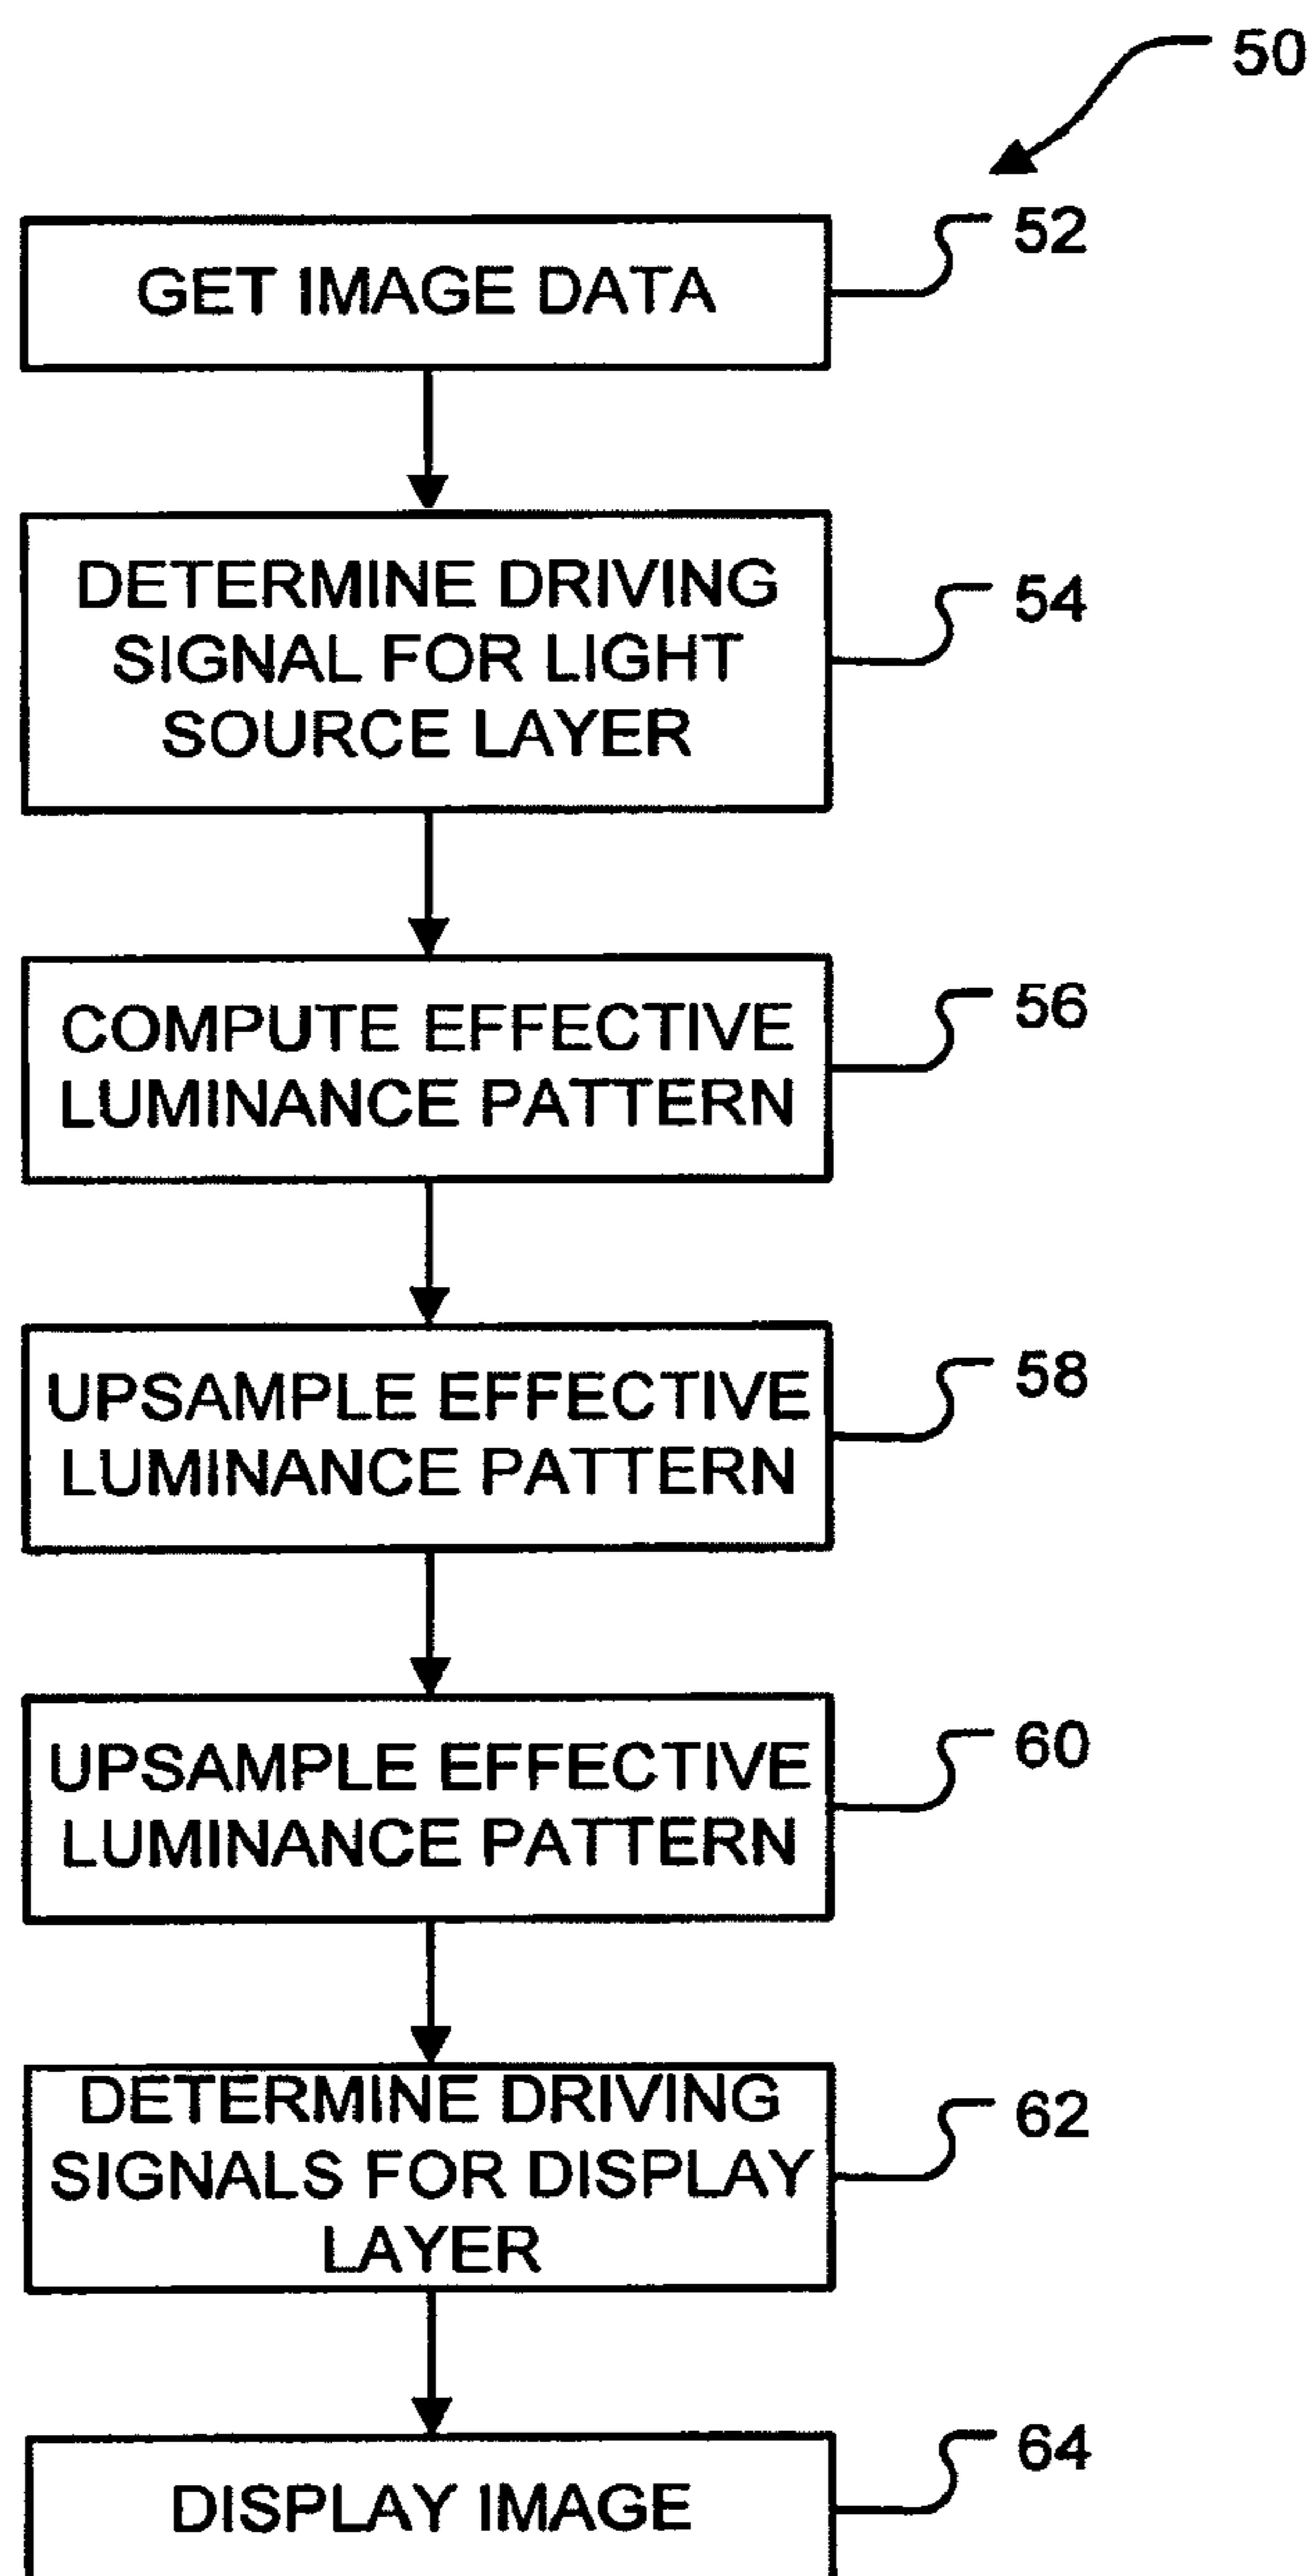 50
52
GET IMAGE DATA
54
DETERMINE DRIVING
SIGNAL FOR LIGHT
SOURCE LAYER
56
COMPUTE EFFECTIVE
LUMINANCE PATTERN
58
UPSAMPLE EFFECTIVE
LUMINANCE PATTERN
60
UPSAMPLE EFFECTIVE
LUMINANCE PATTERN
62
DETERMINE DRIVING
SIGNALS FOR DISPLAY
LAYER
64
DISPLAY IMAGE